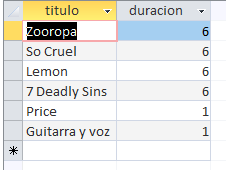 titulo duracion
Zooropa 6
So Cruel 6
Lemon 6
7 Deadly Sins 6
Price 1
Guitarra y voz 1